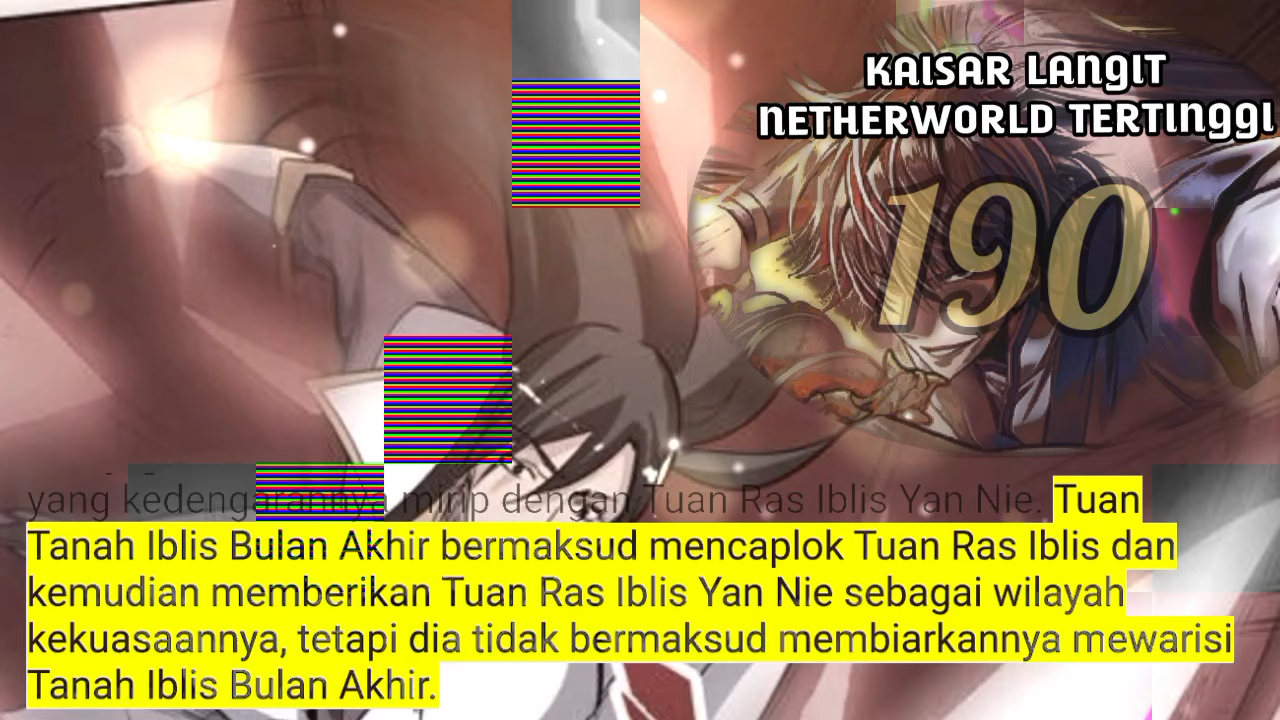 KAISAR LANGIT
NETHERWORLD TERTINGGI
190
yang kedengarannya mirip dengan Tuan Ras Iblis Yan Nie. Tuan
Tanah Iblis Bulan Akhir bermaksud mencaplok Tuan Ras Iblis dan
kemudian memberikan Tuan Ras Iblis Yan Nie sebagai wilayah
kekuasaannya, tetapi dia tidak bermaksud membiarkannya mewarisi
Tanah Iblis Bulan Akhir.